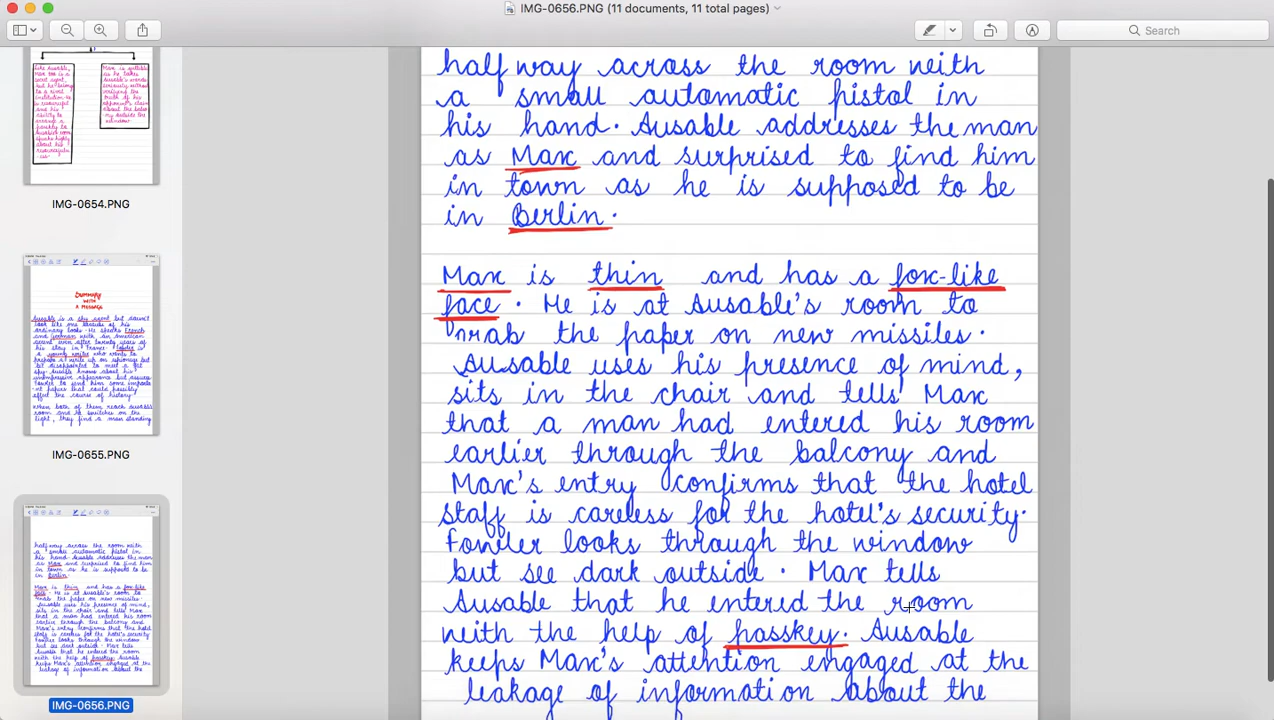 IMG-0656.PNG (11 documents, 11 total pages)
Search
IMG-0654.PNG
IMG-0655.PNG
IMG-0656.PNG
half way across the room with
a small automatic pistol in
his hand. Ausable addresses the man
as Max and surprised to find him
in town as he is supposed to be
in Berlin.
Max is thin and has a fox-like
face. He is at Ausable's room to
the paper on new missiles.
Ausable uses his presence of mind,
sits in the chair and tells Max
that a man had entered his room
earlier through the balcony and
Max's entry confirms that the hotel
staff is careless for the hotel's security.
Fowler looks through the window
but see dark outside. Max tells
Ausable that he entered the room
with the help of passkey. Ausable
keeps Max's attention engaged at the
leakage of information about the